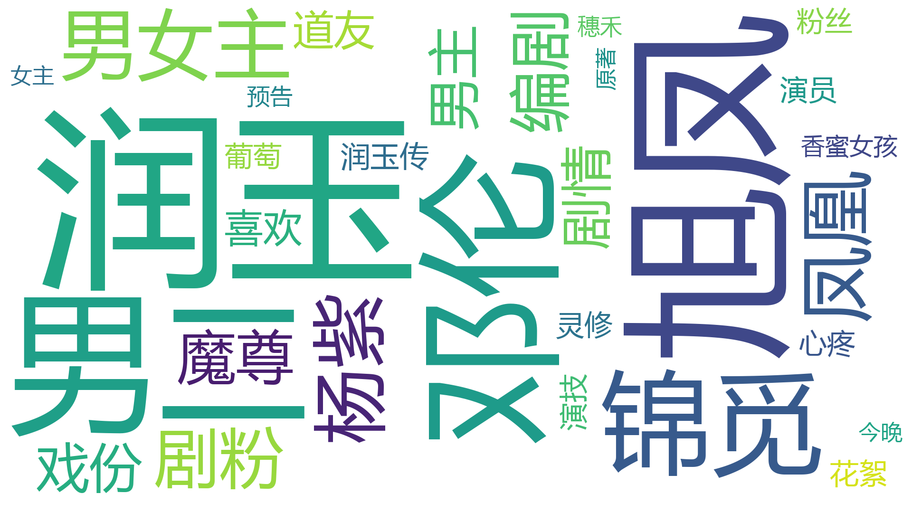 男女主
道友
女主
预告
男主
编剧
穗禾
原著
粉丝
演员
香蜜女孩
润玉
葡萄
润玉传
喜欢
邓伦
剧情
旭凤
凤凰
男二
魔尊
杨紫
灵修
心疼
演技
锦觅
戏份
剧粉
今晚
花絮